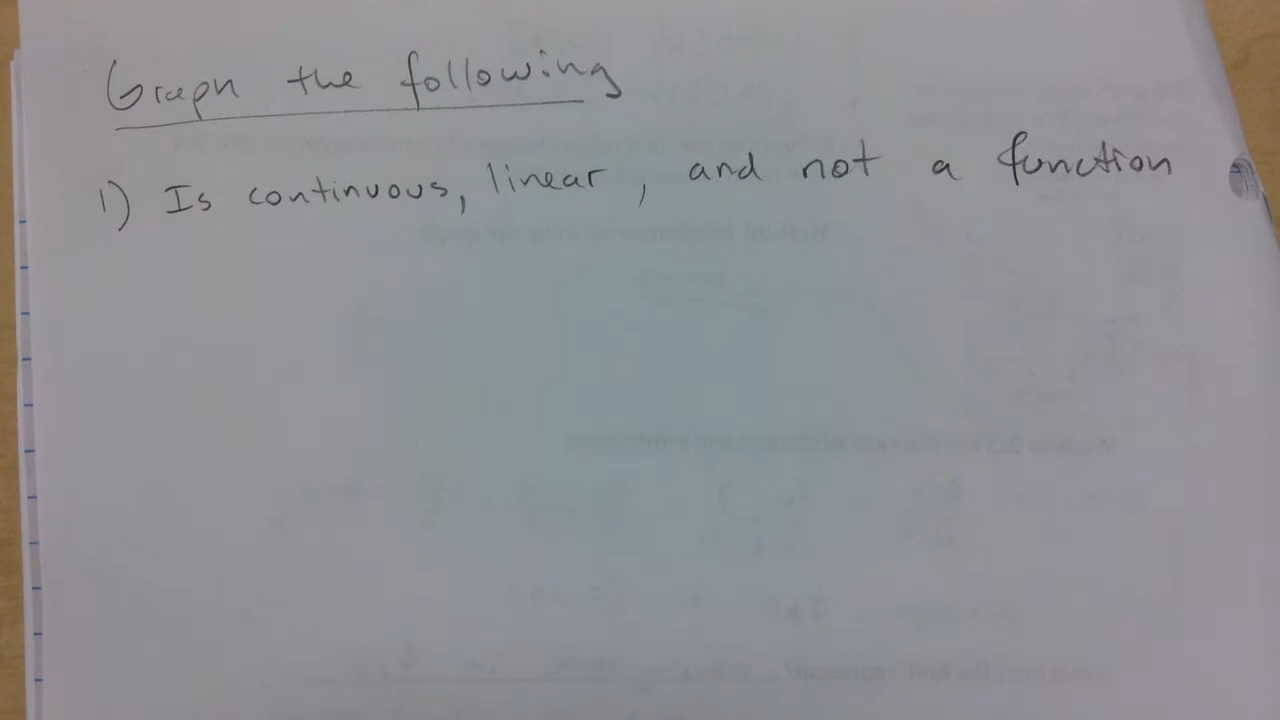 Graph the following
1) Is continuous, linear, and not a function